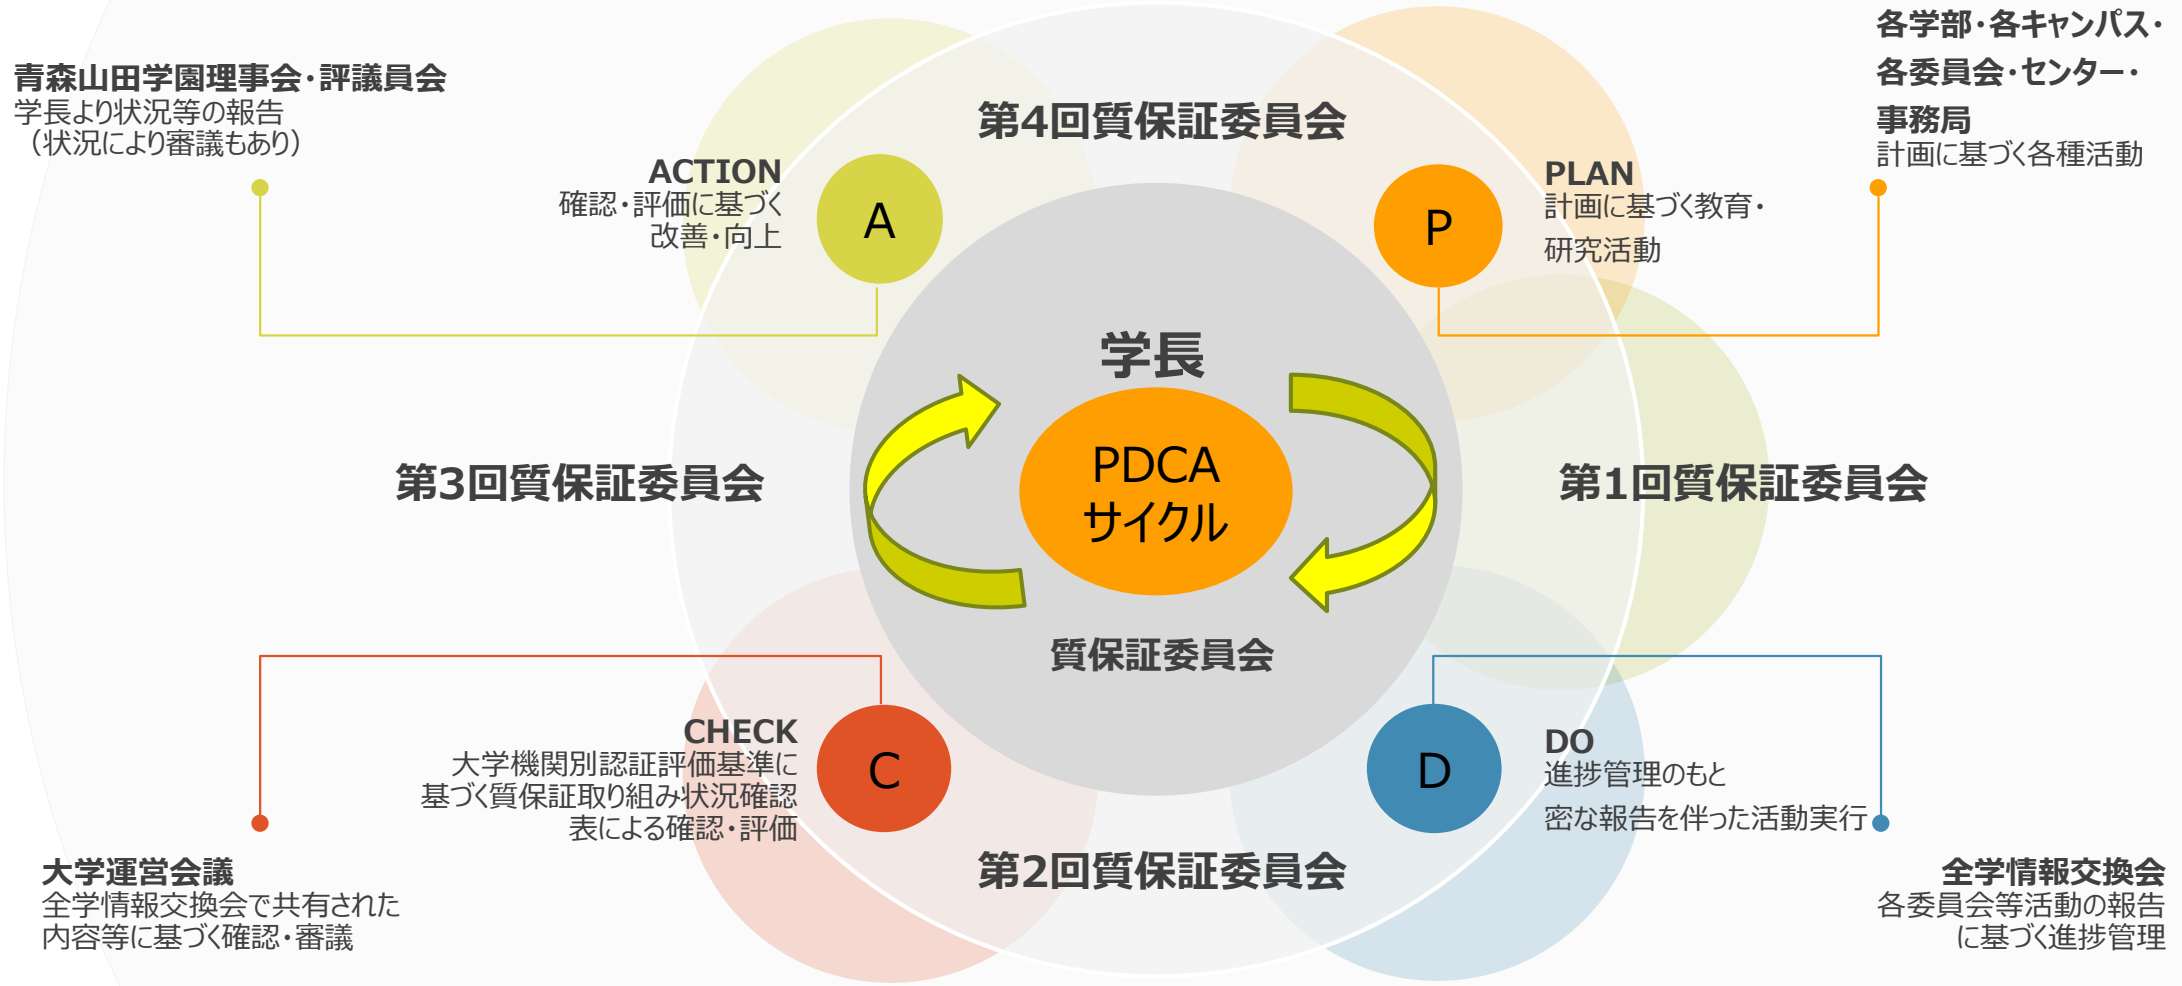 青森山田学園理事会・評議員会
学長より状況等の報告
（状況により審議もあり）
第4回質保証委員会
各学部・各キャンパス・
各委員会・センター・
事務局
計画に基づく各種活動
ACTION
確認・評価に基づく
改善・向上
A
P
PLAN
計画に基づく教育・
研究活動
学長
PDCA
サイクル
第3回質保証委員会
第1回質保証委員会
質保証委員会
CHECK
大学機関別認証評価基準に
基づく質保証取り組み状況確認
表による確認・評価
C
D
DO
進捗管理のもと
密な報告を伴った活動実行
第2回質保証委員会
大学運営会議
全学情報交換会で共有された
内容等に基づく確認・審議
全学情報交換会
各委員会等活動の報告
に基づく進捗管理